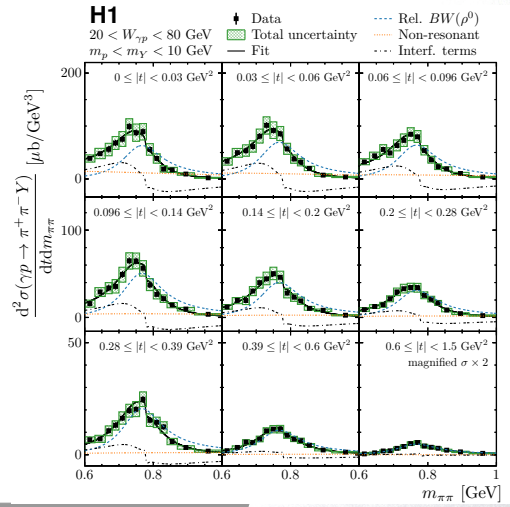 H1
20 < W_γp < 80 GeV
m_p < m_Y < 10 GeV
Data
Total uncertainty
Fit
Rel. BW(ρ⁰)
Non-resonant
Interf. terms
d²σ(γp → π⁺π⁻Y) / dtdm_ππ [μb/GeV³]
200
0
0 ≤ |t| < 0.03 GeV²
0.03 ≤ |t| < 0.06 GeV²
0.06 ≤ |t| < 0.096 GeV²
100
0
0.096 ≤ |t| < 0.14 GeV²
0.14 ≤ |t| < 0.2 GeV²
0.2 ≤ |t| < 0.28 GeV²
50
0
0.28 ≤ |t| < 0.39 GeV²
0.39 ≤ |t| < 0.6 GeV²
0.6 ≤ |t| < 1.5 GeV²
magnified σ × 2
0.6 0.8 0.6 0.8 0.6 0.8 1
m_ππ [GeV]